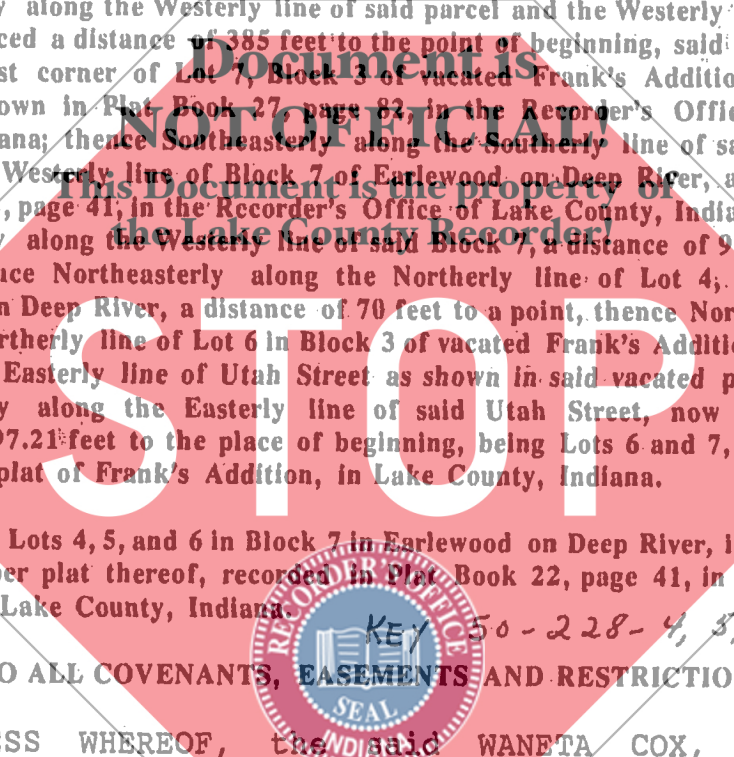 along the Westerly line of said parcel and the Westerly
ced a distance of 385 feet to the point of beginning, said
st corner of Lot 7, Block 3 of vacated Frank's Additio
own in Plat Book 27, page 82, in the Recorder's Offic
ana; thence Southeasterly along the Southerly line of sa
Westerly line of Block 7 of Earlewood on Deep River, a
, page 41, in the Recorder's Office of Lake County, India
y along the Westerly line of said Block 7, a distance of 9
nce Northeasterly along the Northerly line of Lot 4,
n Deep River, a distance of 70 feet to a point, thence Nor
rtherly line of Lot 6 in Block 3 of vacated Frank's Additio
Easterly line of Utah Street as shown in said vacated p
y along the Easterly line of said Utah Street, now
97.21 feet to the place of beginning, being Lots 6 and 7,
plat of Frank's Addition, in Lake County, Indiana.
Lots 4, 5, and 6 in Block 7 in Earlewood on Deep River, i
per plat thereof, recorded in Plat Book 22, page 41, in
Lake County, Indiana.
KEY 50-228-4, 5,
O ALL COVENANTS, EASEMENTS AND RESTRICTIO
SS WHEREOF, the said WANETA COX,
Document is
NOT OFFICIAL!
This Document is the property of
the Lake County Recorder!
STOP
RECORDER'S OFFICE
SEAL
INDIANA